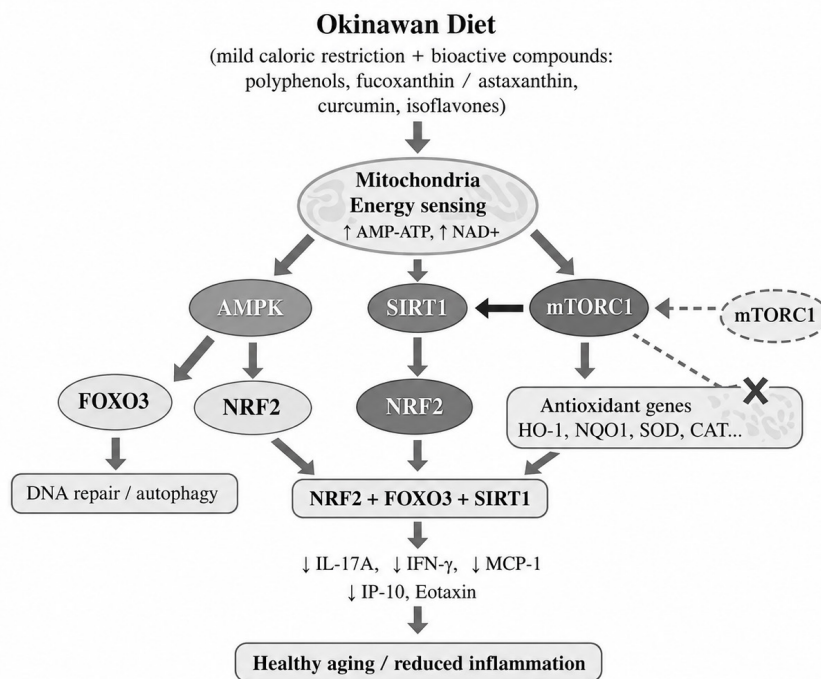 Okinawan Diet
(mild caloric restriction + bioactive compounds:
polyphenols, fucoxanthin / astaxanthin,
curcumin, isoflavones)
Mitochondria
Energy sensing
↑ AMP-ATP, ↑ NAD+
AMPK
SIRT1
mTORC1
mTORC1
FOXO3
NRF2
NRF2
Antioxidant genes
HO-1, NQO1, SOD, CAT...
DNA repair / autophagy
NRF2 + FOXO3 + SIRT1
↓ IL-17A, ↓ IFN-γ, ↓ MCP-1
↓ IP-10, Eotaxin
Healthy aging / reduced inflammation